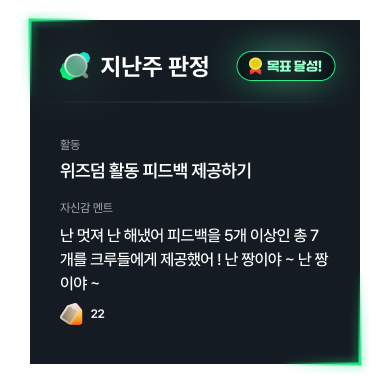 지난주 판정
목표 달성!
활동
위즈덤 활동 피드백 제공하기
자신감 멘트
난 멋져 난 해냈어 피드백을 5개 이상인 총 7
개를 크루들에게 제공했어 ! 난 짱이야 ~ 난 짱
이야 ~
22